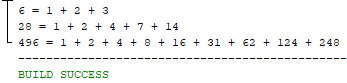 6 = 1 + 2 + 3
28 = 1 + 2 + 4 + 7 + 14
496 = 1 + 2 + 4 + 8 + 16 + 31 + 62 + 124 + 248
------------------------------------------------
BUILD SUCCESS